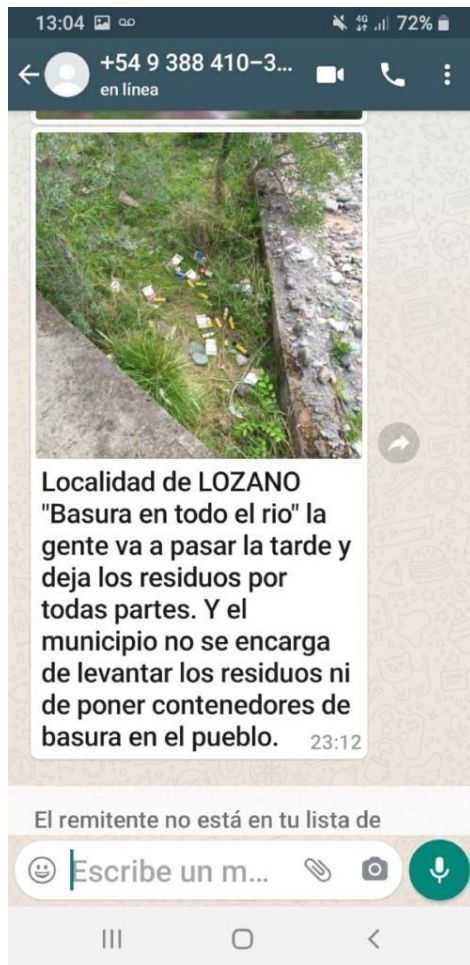 13:04 4G 72%
+54 9 388 410-3...
en línea
Localidad de LOZANO
"Basura en todo el rio" la
gente va a pasar la tarde y
deja los residuos por
todas partes. Y el
municipio no se encarga
de levantar los residuos ni
de poner contenedores de
basura en el pueblo. 23:12
El remitente no está en tu lista de
Escribe un m...